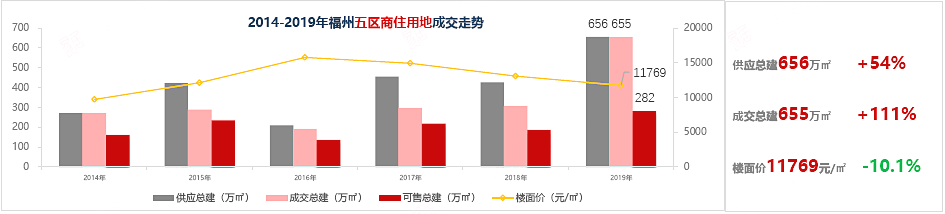 2014-2019年福州五区商住用地成交走势
700
600
500
400
300
200
100
0
20000
15000
10000
5000
0
656 655
11769
282
2014年 2015年 2016年 2017年 2018年 2019年
供应总建（万㎡） 成交总建（万㎡） 可售总建（万㎡） 楼面价（元/㎡）
供应总建656万㎡ +54%
成交总建655万㎡ +111%
楼面价11769元/㎡ -10.1%